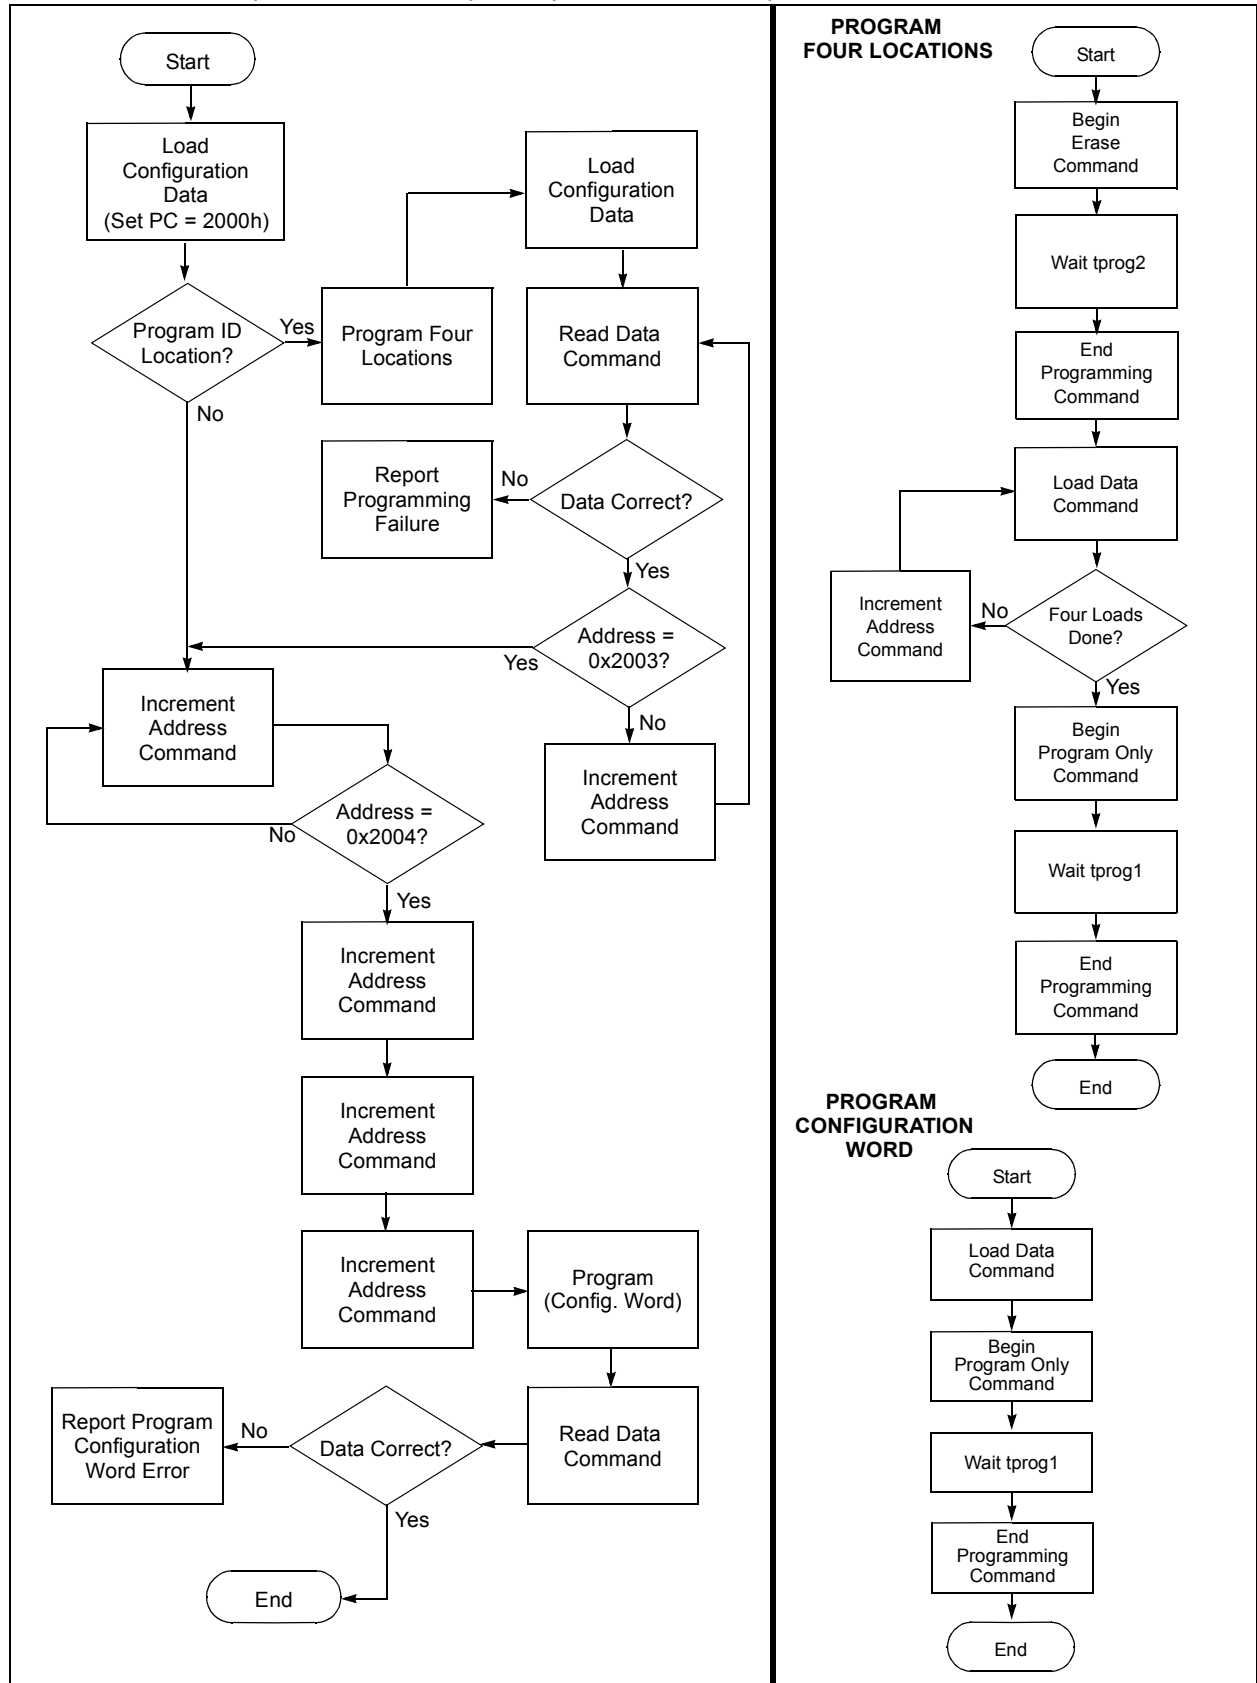 Start
Load
Configuration
Data
(Set PC = 2000h)
Program ID
Location?
Yes
No
Program Four
Locations
Load
Configuration
Data
Read Data
Command
Data Correct?
No
Report
Programming
Failure
Yes
Address =
0x2003?
Yes
No
Increment
Address
Command
Increment
Address
Command
Address =
0x2004?
No
Yes
Increment
Address
Command
Increment
Address
Command
Increment
Address
Command
Program
(Config. Word)
Read Data
Command
Data Correct?
No
Report Program
Configuration
Word Error
Yes
End
PROGRAM
FOUR LOCATIONS
Start
Begin
Erase
Command
Wait tprog2
End
Programming
Command
Load Data
Command
Four Loads
Done?
No
Increment
Address
Command
Yes
Begin
Program Only
Command
Wait tprog1
End
Programming
Command
End
PROGRAM
CONFIGURATION
WORD
Start
Load Data
Command
Begin
Program Only
Command
Wait tprog1
End
Programming
Command
End